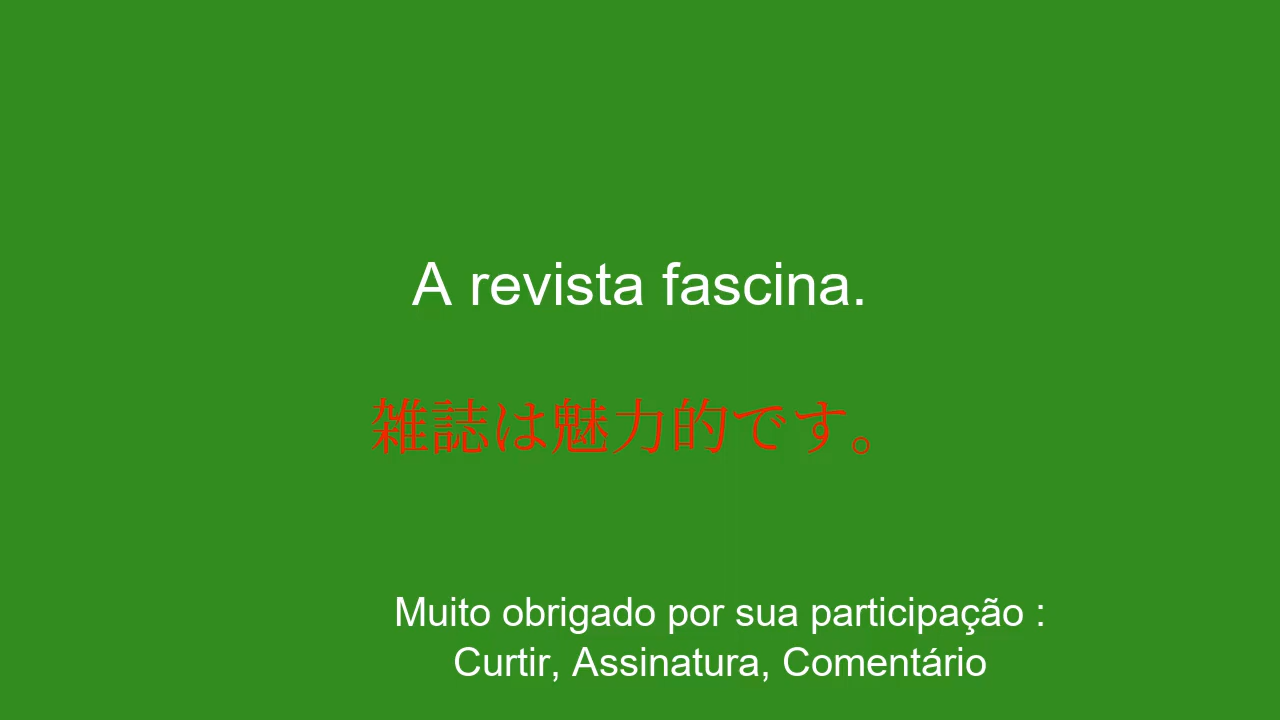 A revista fascina.
雑誌は魅力的です。
Muito obrigado por sua participação :
Curtir, Assinatura, Comentário